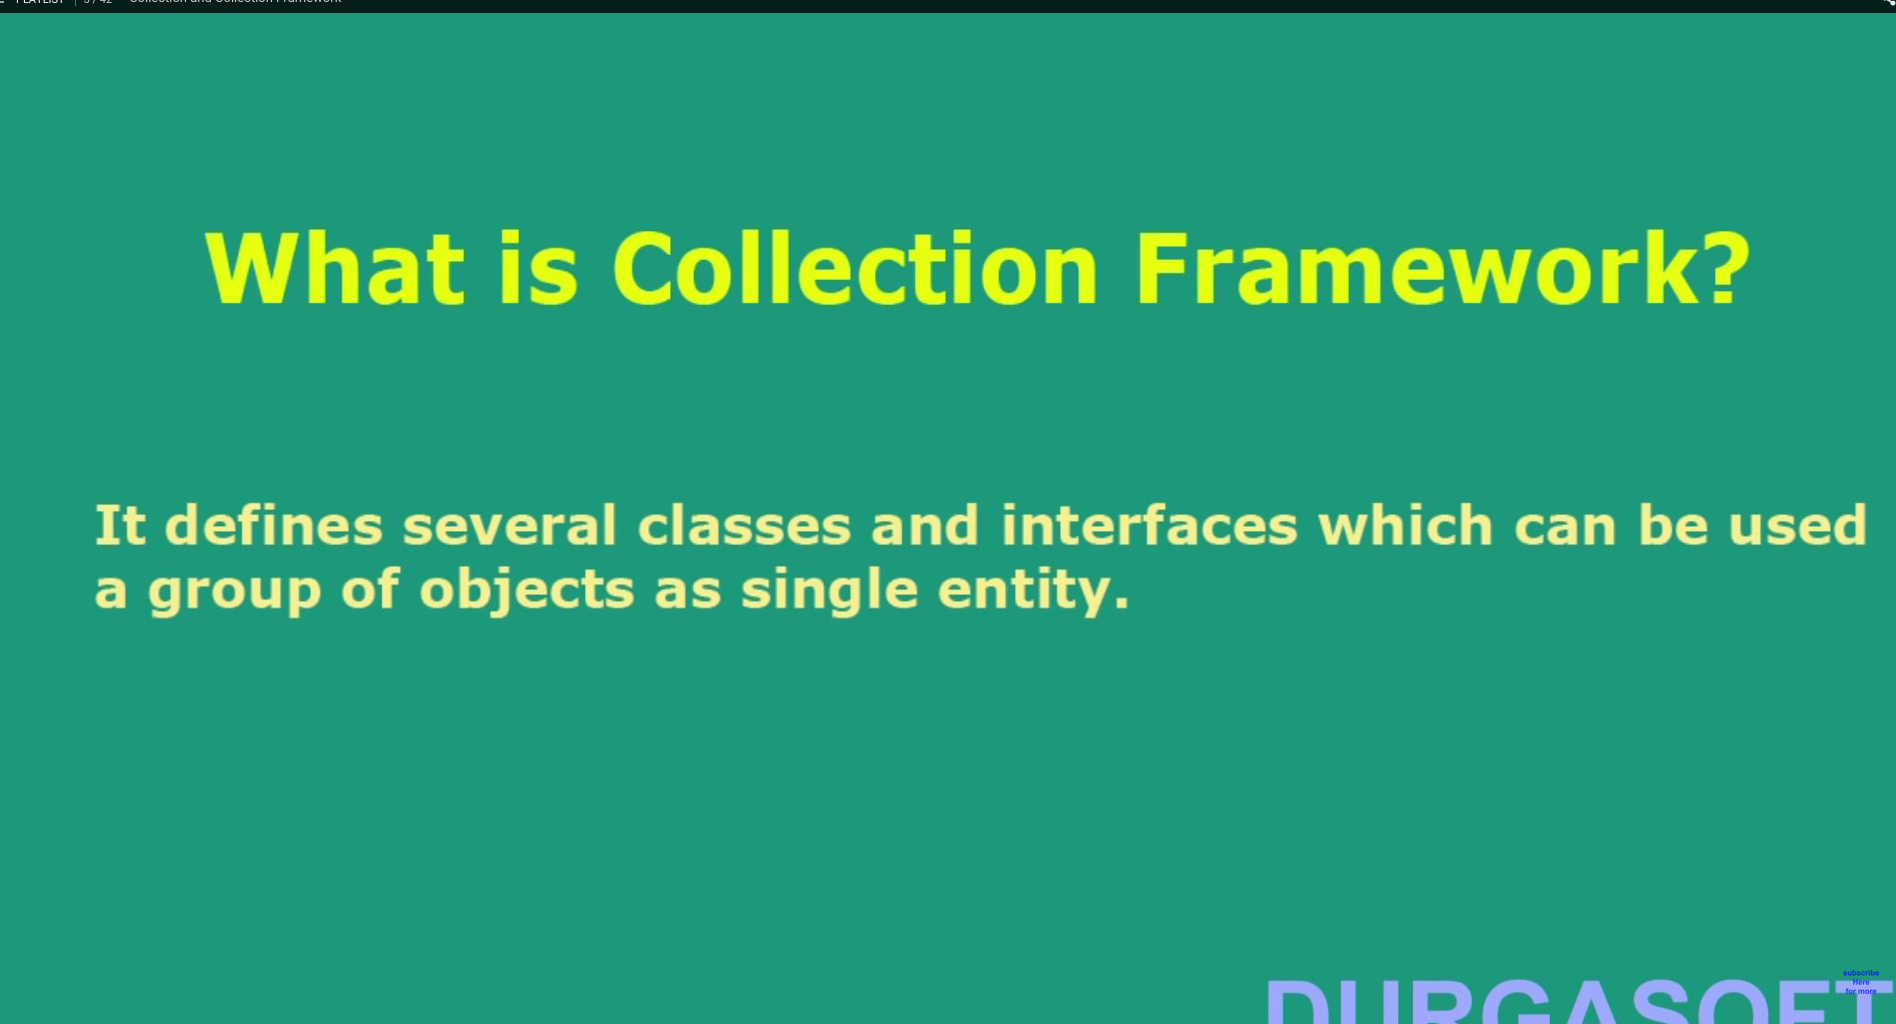 PLAYLIST | 3 / 42 Collection and Collection Framework
What is Collection Framework?
It defines several classes and interfaces which can be used
a group of objects as single entity.
DURGASOFT
subscribe
Here
for more